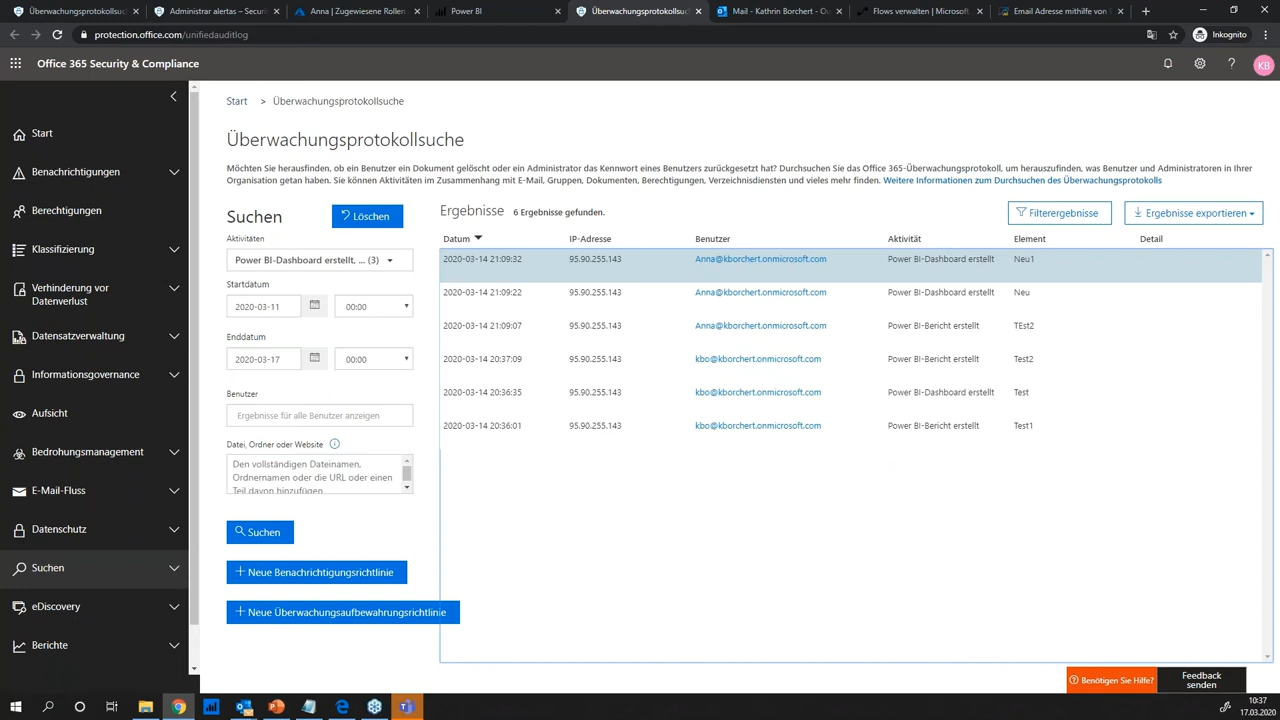 Überwachungsprotokollsuch
Administrar alertas – Securi
Anna | Zugewiesene Rollen
Power BI
Überwachungsprotokollsuch
Mail - Kathrin Borchert - Ou
Flows verwalten | Microsoft
Email Adresse mithilfe von E
protection.office.com/unifiedauditlog
Inkognito
Office 365 Security & Compliance
KB
Start
Benachrichtigungen
Berechtigungen
Klassifizierung
Verhinderung vor
Datenverlust
Datensatzverwaltung
Informationsgovernance
Aufsicht
Bedrohungsmanagement
E-Mail-Fluss
Datenschutz
Suchen
eDiscovery
Berichte
Start > Überwachungsprotokollsuche
Überwachungsprotokollsuche
Möchten Sie herausfinden, ob ein Benutzer ein Dokument gelöscht oder ein Administrator das Kennwort eines Benutzers zurückgesetzt hat? Durchsuchen Sie das Office 365-Überwachungsprotokoll, um herauszufinden, was Benutzer und Administratoren in Ihrer
Organisation getan haben. Sie können Aktivitäten im Zusammenhang mit E-Mail, Gruppen, Dokumenten, Berechtigungen, Verzeichnisdiensten und vieles mehr finden. Weitere Informationen zum Durchsuchen des Überwachungsprotokolls
Suchen
Löschen
Aktivitäten
Power BI-Dashboard erstellt, ... (3)
Startdatum
2020-03-11 00:00
Enddatum
2020-03-17 00:00
Benutzer
Ergebnisse für alle Benutzer anzeigen
Datei, Ordner oder Website
Den vollständigen Dateinamen,
Ordnernamen oder die URL oder einen
Teil davon hinzufügen
Suchen
+ Neue Benachrichtigungsrichtlinie
+ Neue Überwachungsaufbewahrungsrichtlinie
Ergebnisse 6 Ergebnisse gefunden.
Filterergebnisse
Ergebnisse exportieren
Datum IP-Adresse Benutzer Aktivität Element Detail
2020-03-14 21:09:32 95.90.255.143 Anna@kborchert.onmicrosoft.com Power BI-Dashboard erstellt Neu1
2020-03-14 21:09:22 95.90.255.143 Anna@kborchert.onmicrosoft.com Power BI-Dashboard erstellt Neu
2020-03-14 21:09:07 95.90.255.143 Anna@kborchert.onmicrosoft.com Power BI-Bericht erstellt TEst2
2020-03-14 20:37:09 95.90.255.143 kbo@kborchert.onmicrosoft.com Power BI-Bericht erstellt Test2
2020-03-14 20:36:35 95.90.255.143 kbo@kborchert.onmicrosoft.com Power BI-Dashboard erstellt Test
2020-03-14 20:36:01 95.90.255.143 kbo@kborchert.onmicrosoft.com Power BI-Bericht erstellt Test1
Benötigen Sie Hilfe?
Feedback
senden
10:37
17.03.2020